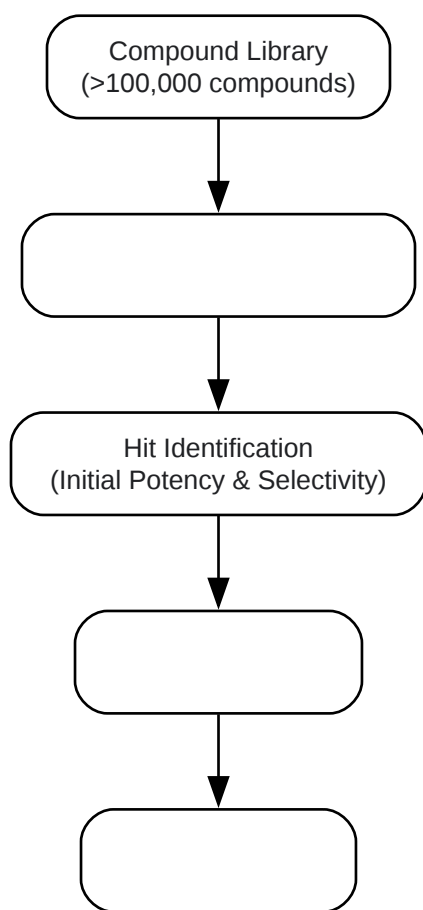 Compound Library
(>100,000 compounds)
Hit Identification
(Initial Potency & Selectivity)